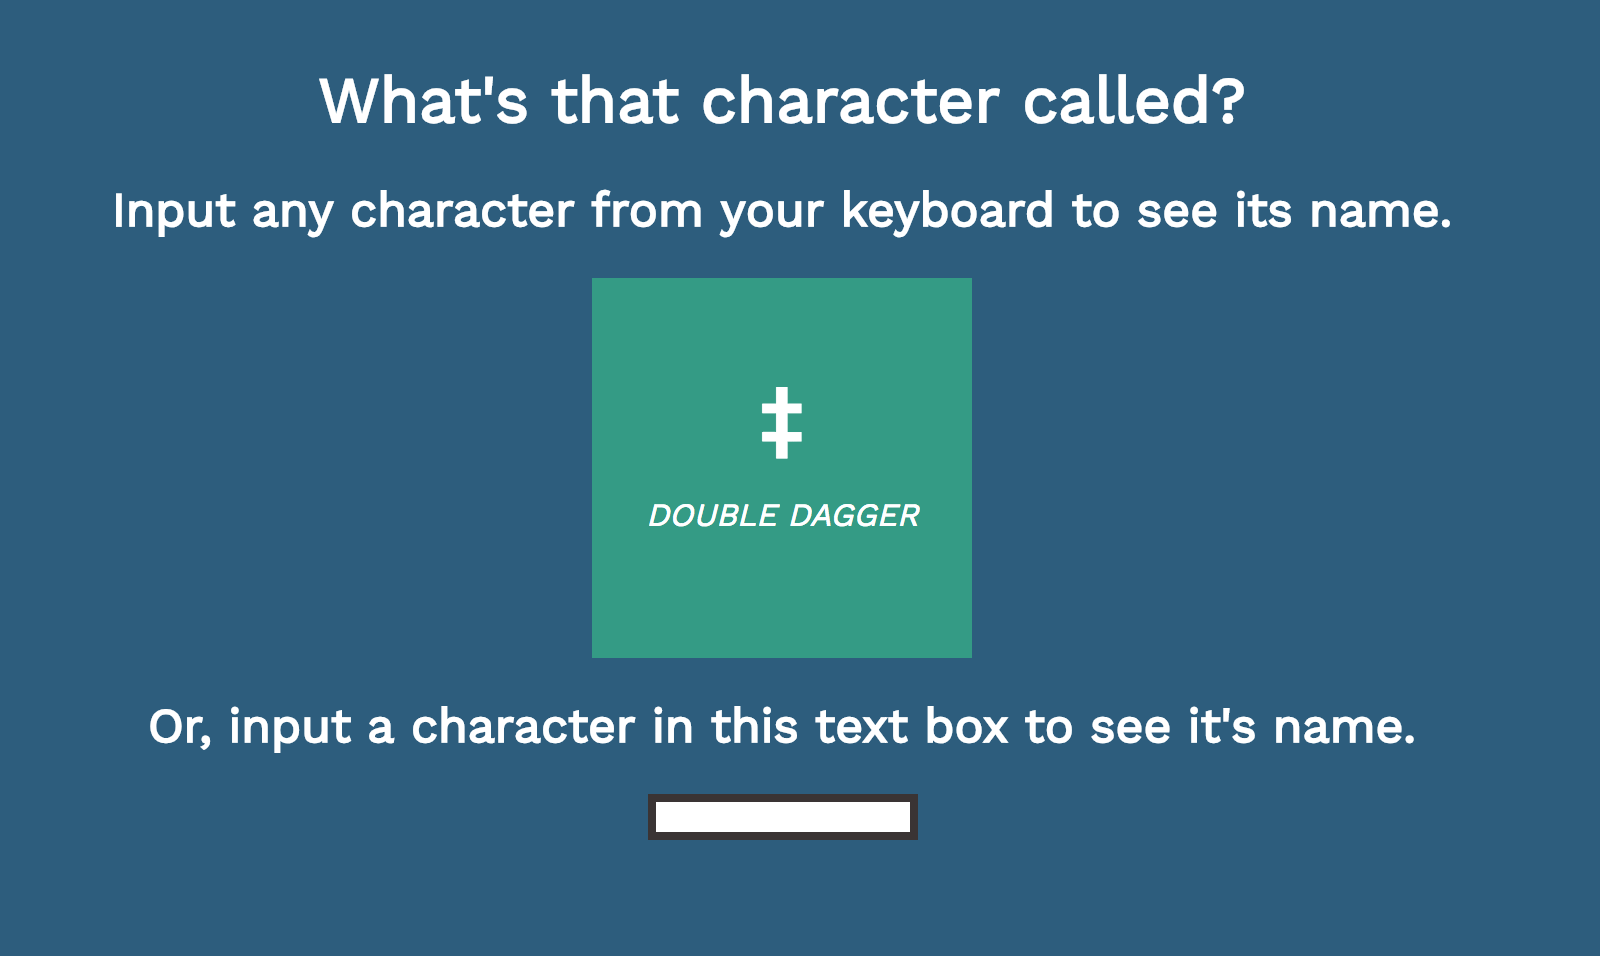 What's that character called?
Input any character from your keyboard to see its name.
‡
DOUBLE DAGGER
Or, input a character in this text box to see it's name.